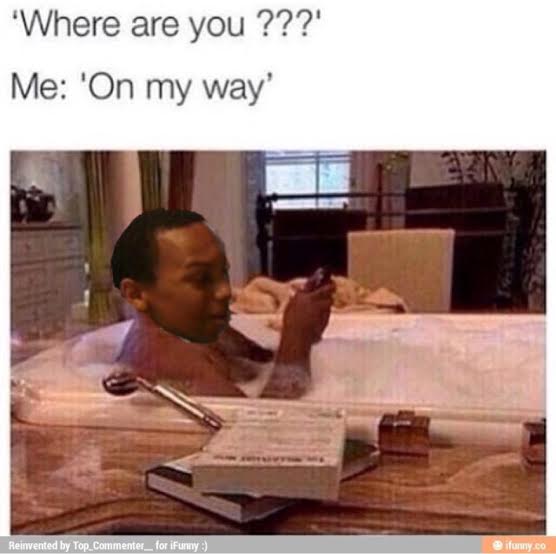 'Where are you ???'
Me: 'On my way'
Reinvented by Top_Commenter__ for iFunny :)
ifunny.co